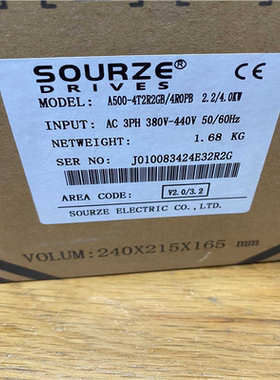 SOURZE®
DRIVES
CE
MODEL: A500-4T2R2GB/4R0PB 2.2/4.0KW
INPUT: AC 3PH 380V-440V 50/60Hz
NETWEIGHT: 1.68 KG
SER NO: J010083424E32R2G
AREA CODE: V2.0/3.2
SOURZE ELECTRIC CO.,LTD.
VOLUM:240X215X165 mm